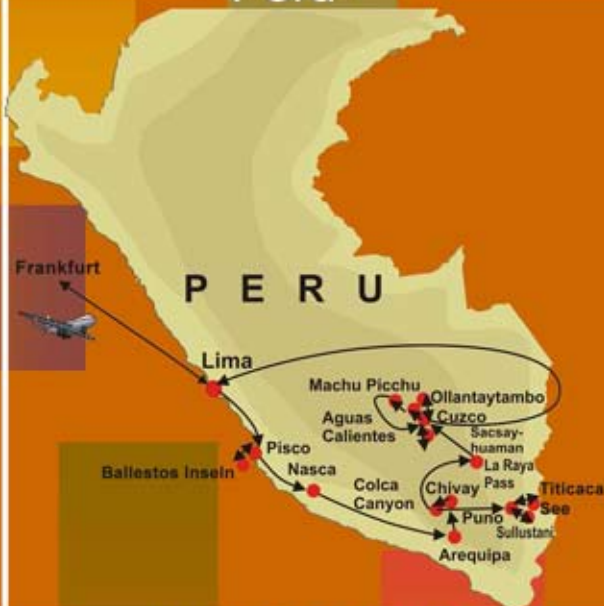 Frankfurt
P E R U
Lima
Machu Picchu
Ollantaytambo
Aguas
Calientes
Cuzco
Sacsay-
huaman
La Raya
Pass
Pisco
Ballestos Inseln
Nasca
Colca
Canyon
Chivay
Titicaca
See
Puno
Sullustani
Arequipa